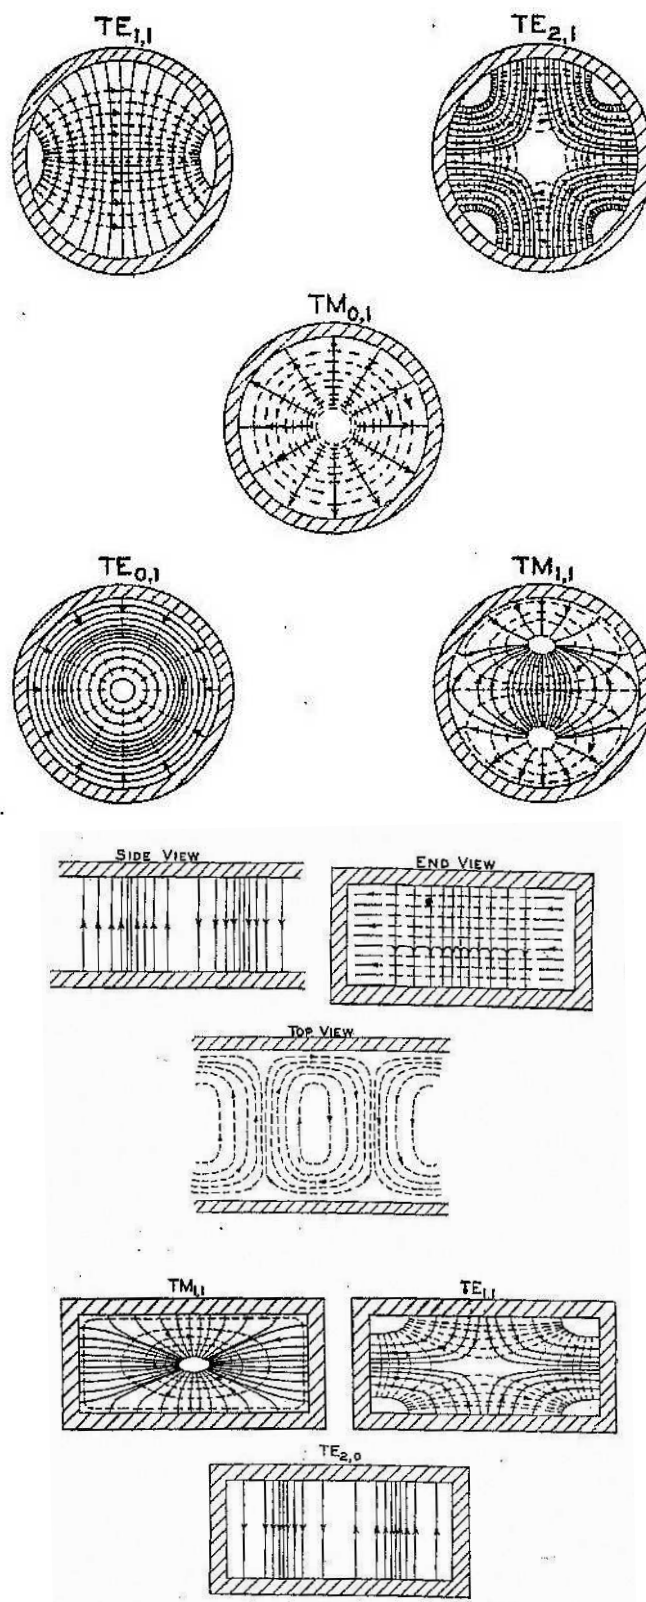 TE1,1
TE2,1
TM0,1
TE0,1
TM1,1
SIDE VIEW
END VIEW
TOP VIEW
TM1,1
TE1,1
TE2,0